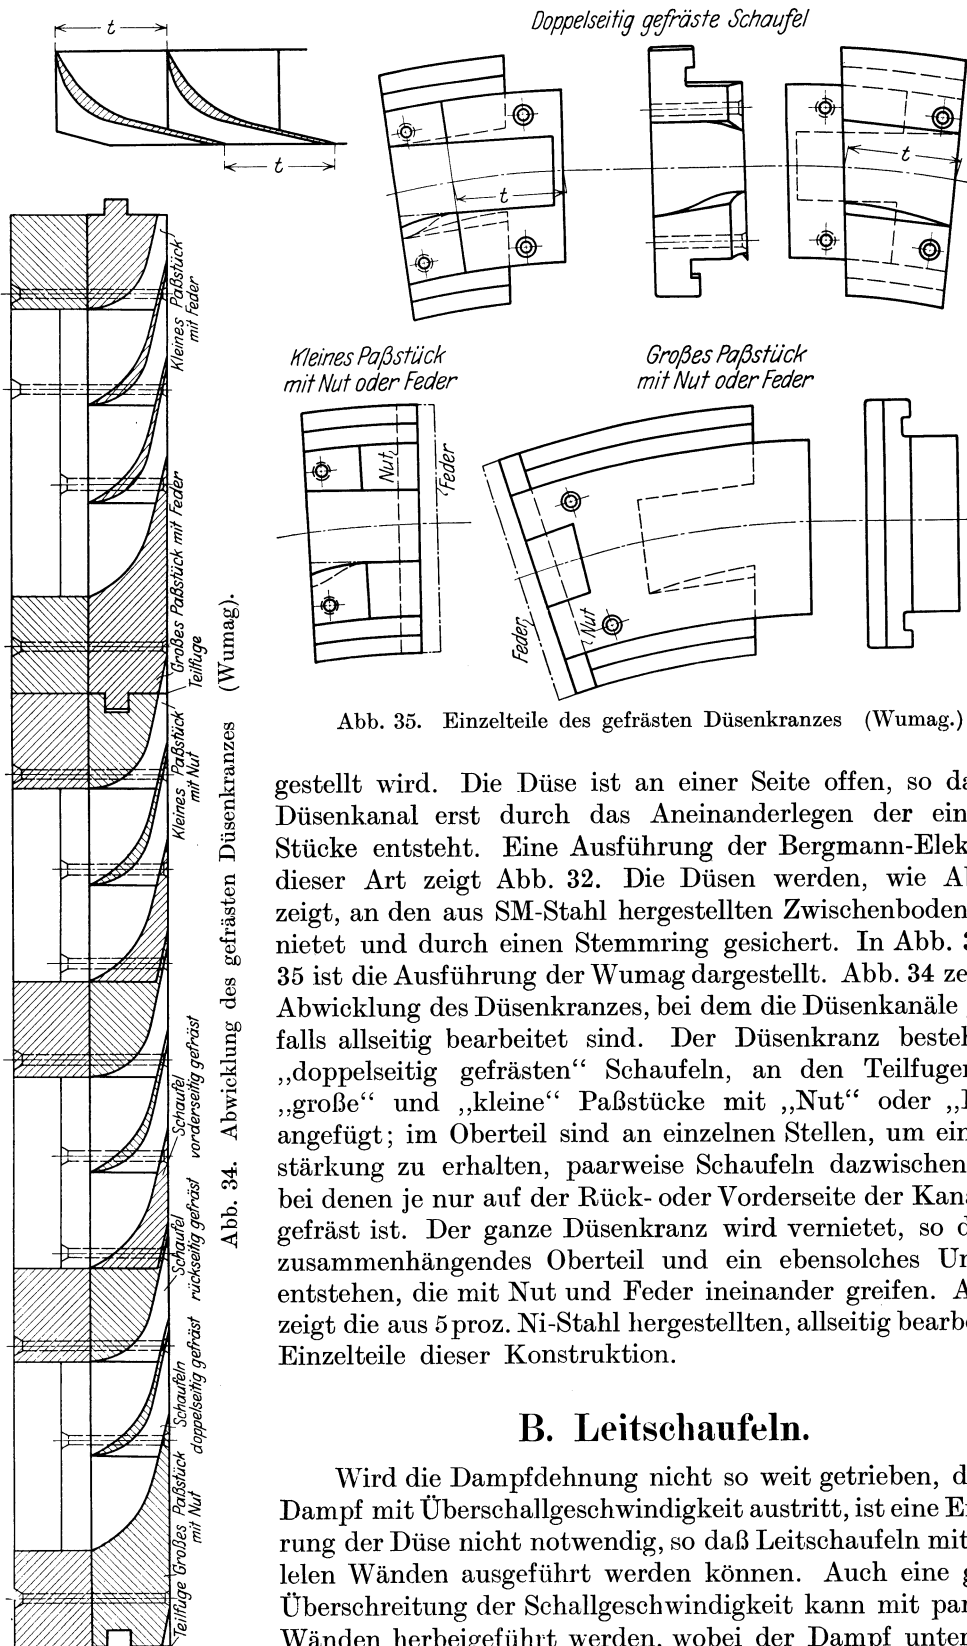 Doppelseitig gefräste Schaufel
t
t
t
t
Kleines Paßstück
mit Nut oder Feder
Großes Paßstück
mit Nut oder Feder
Nut
Feder
Feder
Nut
Abb. 35. Einzelteile des gefrästen Düsenkranzes (Wumag.)
Kleines Paßstück
mit Feder
Großes Paßstück mit Feder
Teilfuge
Kleines Paßstück
mit Nut
Schaufel
vorderseitig gefräst
Schaufel
rückseitig gefräst
Schaufeln
doppelseitig gefräst
Großes Paßstück
mit Nut
Teilfuge
Abb. 34. Abwicklung des gefrästen Düsenkranzes (Wumag).
gestellt wird. Die Düse ist an einer Seite offen, so da
Düsenkanal erst durch das Aneinanderlegen der ein
Stücke entsteht. Eine Ausführung der Bergmann-Elek
dieser Art zeigt Abb. 32. Die Düsen werden, wie A
zeigt, an den aus SM-Stahl hergestellten Zwischenboden
nietet und durch einen Stemmring gesichert. In Abb. 3
35 ist die Ausführung der Wumag dargestellt. Abb. 34 ze
Abwicklung des Düsenkranzes, bei dem die Düsenkanäle
falls allseitig bearbeitet sind. Der Düsenkranz besteh
„doppelseitig gefrästen“ Schaufeln, an den Teilfugen
„große“ und „kleine“ Paßstücke mit „Nut“ oder „
angefügt; im Oberteil sind an einzelnen Stellen, um ein
stärkung zu erhalten, paarweise Schaufeln dazwischen
bei denen je nur auf der Rück- oder Vorderseite der Kana
gefräst ist. Der ganze Düsenkranz wird vernietet, so d
zusammenhängendes Oberteil und ein ebensolches Un
entstehen, die mit Nut und Feder ineinander greifen. A
zeigt die aus 5proz. Ni-Stahl hergestellten, allseitig bearbe
Einzelteile dieser Konstruktion.
B. Leitschaufeln.
Wird die Dampfdehnung nicht so weit getrieben, d
Dampf mit Überschallgeschwindigkeit austritt, ist eine E
rung der Düse nicht notwendig, so daß Leitschaufeln mit
lelen Wänden ausgeführt werden können. Auch eine g
Überschreitung der Schallgeschwindigkeit kann mit par
Wänden herbeigeführt werden, wobei der Dampf unter